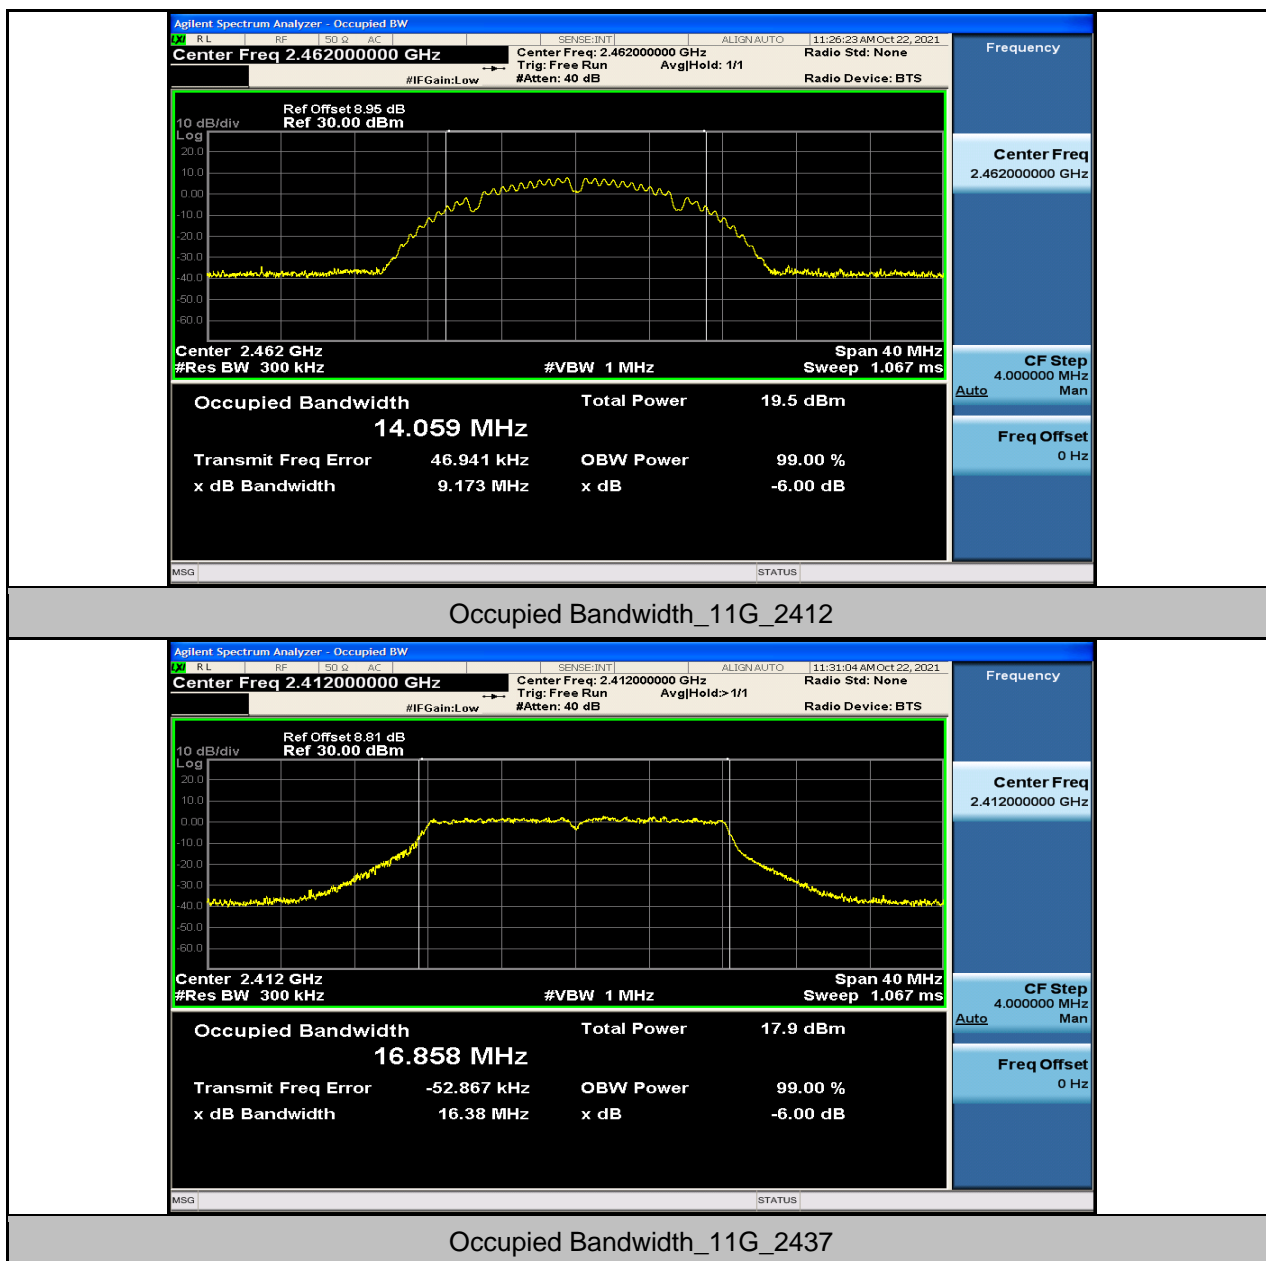 Agilent Spectrum Analyzer - Occupied BW
LXI RL RF 50 Ω AC SENSE:INT ALIGN AUTO 11:26:23 AM Oct 22, 2021
Center Freq 2.462000000 GHz Center Freq: 2.462000000 GHz Radio Std: None Frequency
Trig: Free Run Avg|Hold: 1/1
#IFGain:Low #Atten: 40 dB Radio Device: BTS
Ref Offset 8.95 dB
10 dB/div Ref 30.00 dBm
Log
20.0
10.0
0.00
-10.0
-20.0
-30.0
-40.0
-50.0
-60.0
Center Freq
2.462000000 GHz
Center 2.462 GHz Span 40 MHz
#Res BW 300 kHz #VBW 1 MHz Sweep 1.067 ms
CF Step
4.000000 MHz
Auto Man
Occupied Bandwidth Total Power 19.5 dBm
14.059 MHz
Freq Offset
0 Hz
Transmit Freq Error 46.941 kHz OBW Power 99.00 %
x dB Bandwidth 9.173 MHz x dB -6.00 dB
MSG STATUS
Occupied Bandwidth_11G_2412
Agilent Spectrum Analyzer - Occupied BW
LXI RL RF 50 Ω AC SENSE:INT ALIGN AUTO 11:31:04 AM Oct 22, 2021
Center Freq 2.412000000 GHz Center Freq: 2.412000000 GHz Radio Std: None Frequency
Trig: Free Run Avg|Hold:>1/1
#IFGain:Low #Atten: 40 dB Radio Device: BTS
Ref Offset 8.81 dB
10 dB/div Ref 30.00 dBm
Log
20.0
10.0
0.00
-10.0
-20.0
-30.0
-40.0
-50.0
-60.0
Center Freq
2.412000000 GHz
Center 2.412 GHz Span 40 MHz
#Res BW 300 kHz #VBW 1 MHz Sweep 1.067 ms
CF Step
4.000000 MHz
Auto Man
Occupied Bandwidth Total Power 17.9 dBm
16.858 MHz
Freq Offset
0 Hz
Transmit Freq Error -52.867 kHz OBW Power 99.00 %
x dB Bandwidth 16.38 MHz x dB -6.00 dB
MSG STATUS
Occupied Bandwidth_11G_2437